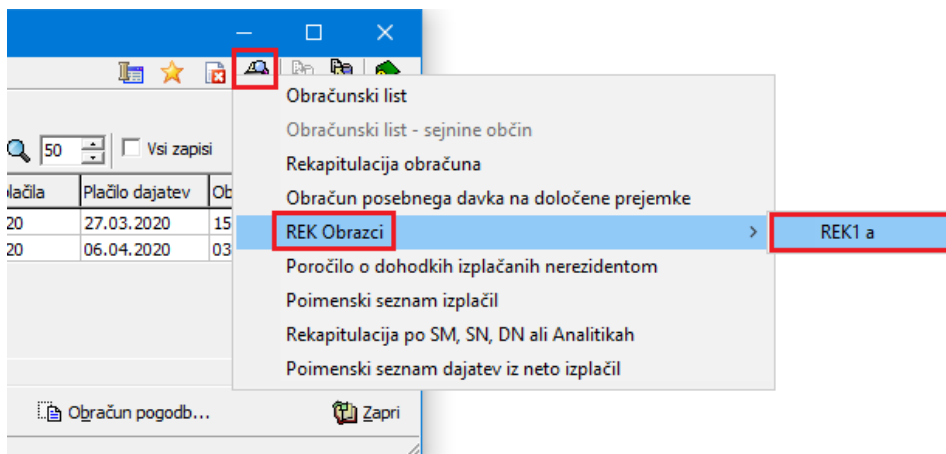 Obračunski list
Obračunski list - sejnine občin
50 Vsi zapisi
Rekapitulacija obračuna
Plačilo dajatev
Obračun posebnega davka na določene prejemke
20 27.03.2020 15
REK Obrazci > REK1 a
20 06.04.2020 03
Poročilo o dohodkih izplačanih nerezidentom
Poimenski seznam izplačil
Rekapitulacija po SM, SN, DN ali Analitikah
Poimenski seznam dajatev iz neto izplačil
Obračun pogodb... Zapri